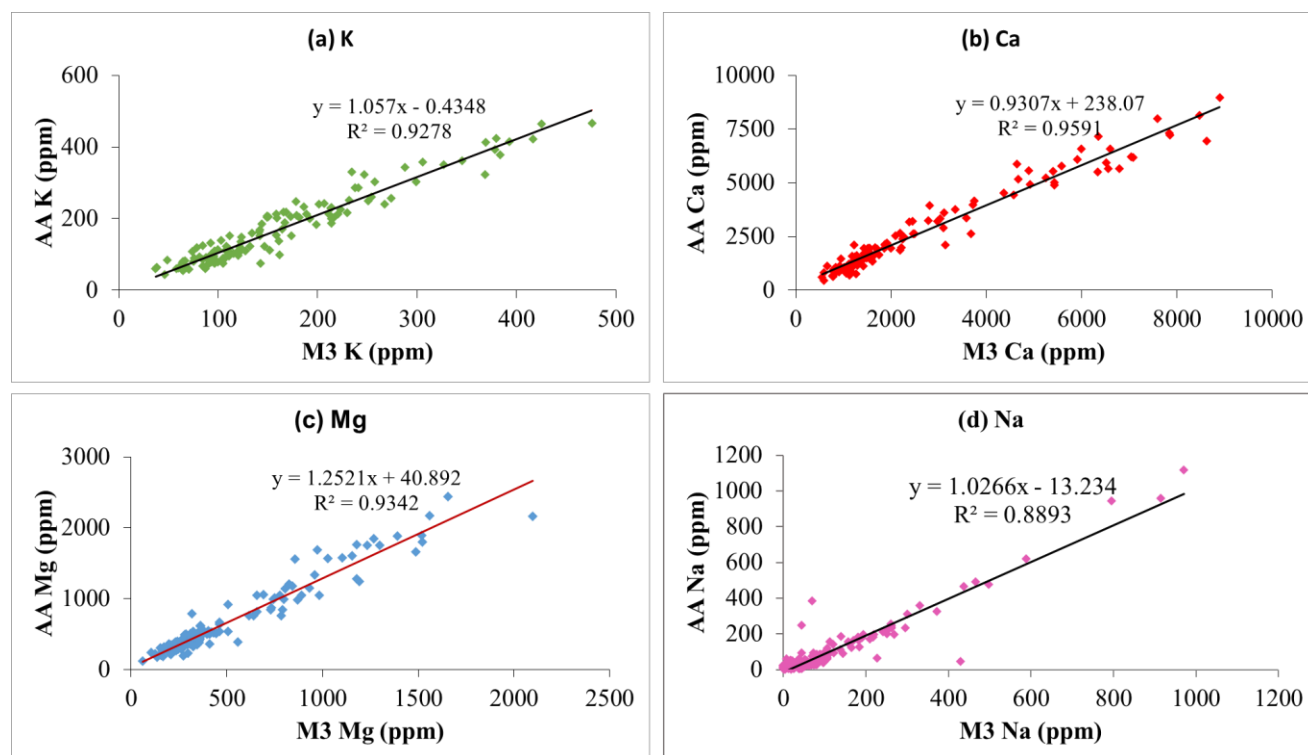 (a) K
600
400
200
0
AA K (ppm)
y = 1.057x - 0.4348
R² = 0.9278
0 100 200 300 400 500
M3 K (ppm)
(b) Ca
10000
7500
5000
2500
0
AA Ca (ppm)
y = 0.9307x + 238.07
R² = 0.9591
0 2000 4000 6000 8000 10000
M3 Ca (ppm)
(c) Mg
3000
2000
1000
0
AA Mg (ppm)
y = 1.2521x + 40.892
R² = 0.9342
0 500 1000 1500 2000 2500
M3 Mg (ppm)
(d) Na
1200
1000
800
600
400
200
0
AA Na (ppm)
y = 1.0266x - 13.234
R² = 0.8893
0 200 400 600 800 1000 1200
M3 Na (ppm)